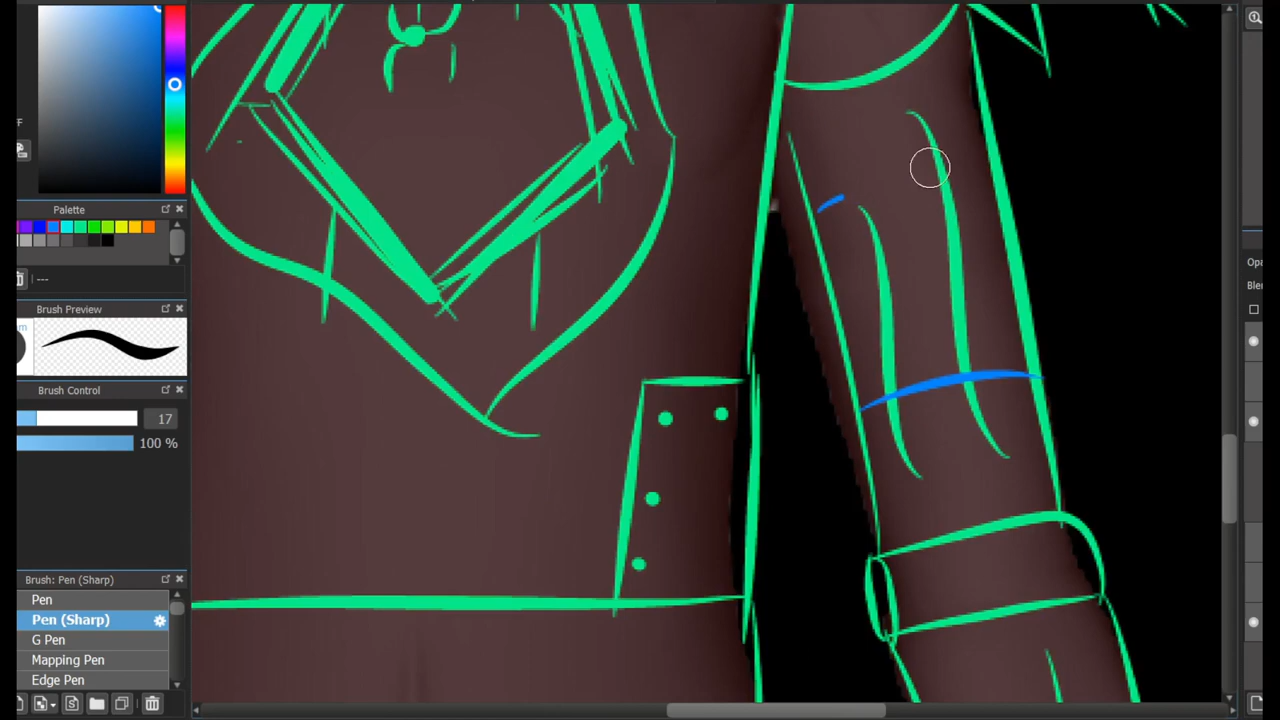 Palette
---
Brush Preview
Brush Control
17
100 %
Brush: Pen (Sharp)
Pen
Pen (Sharp)
G Pen
Mapping Pen
Edge Pen